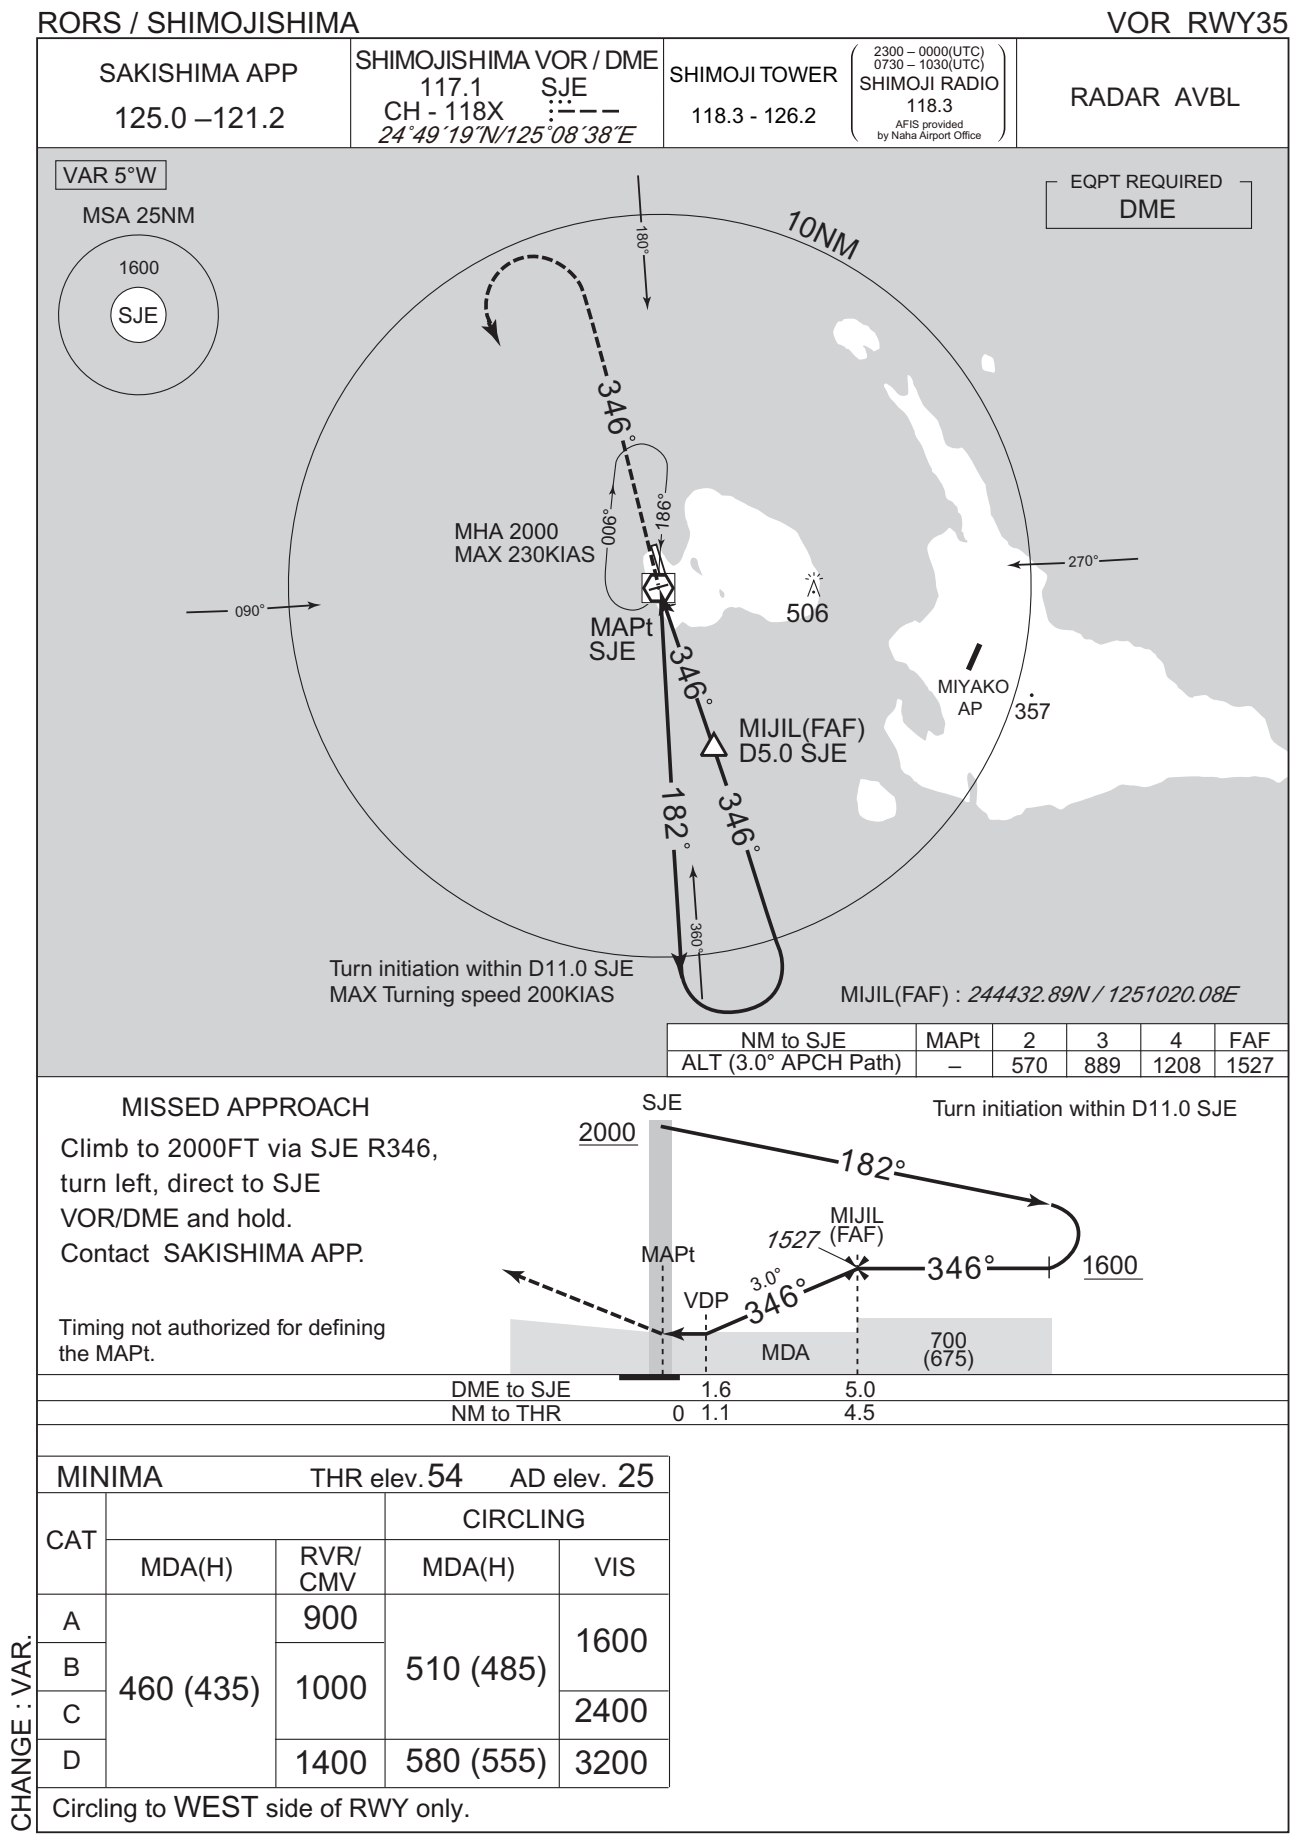 RORS / SHIMOJISHIMA
VOR RWY35
SAKISHIMA APP
125.0 –121.2
SHIMOJISHIMA VOR / DME
117.1 SJE
CH - 118X
24°49´19˝N/125°08´38˝E
SHIMOJI TOWER
118.3 - 126.2
2300 – 0000(UTC)
0730 – 1030(UTC)
SHIMOJI RADIO
118.3
AFIS provided
by Naha Airport Office
RADAR AVBL
VAR 5°W
MSA 25NM
1600
SJE
EQPT REQUIRED
DME
10NM
180°
346°
MHA 2000
MAX 230KIAS
006°
186°
270°
090°
506
MAPt
SJE
346°
MIYAKO
AP
357
MIJIL(FAF)
D5.0 SJE
182°
346°
360°
Turn initiation within D11.0 SJE
MAX Turning speed 200KIAS
MIJIL(FAF) : 244432.89N / 1251020.08E
NM to SJE MAPt 2 3 4 FAF
ALT (3.0° APCH Path) – 570 889 1208 1527
MISSED APPROACH
Climb to 2000FT via SJE R346,
turn left, direct to SJE
VOR/DME and hold.
Contact SAKISHIMA APP.
Timing not authorized for defining
the MAPt.
SJE
Turn initiation within D11.0 SJE
2000
182°
MIJIL
(FAF)
1527
MAPt
346°
1600
3.0°
346°
VDP
MDA
700
(675)
DME to SJE 1.6 5.0
NM to THR 0 1.1 4.5
MINIMA THR elev. 54 AD elev. 25
CAT
CIRCLING
MDA(H)
RVR/
CMV
MDA(H)
VIS
A
B
C
D
460 (435)
900
1000
1400
510 (485)
580 (555)
1600
2400
3200
Circling to WEST side of RWY only.
CHANGE : VAR.